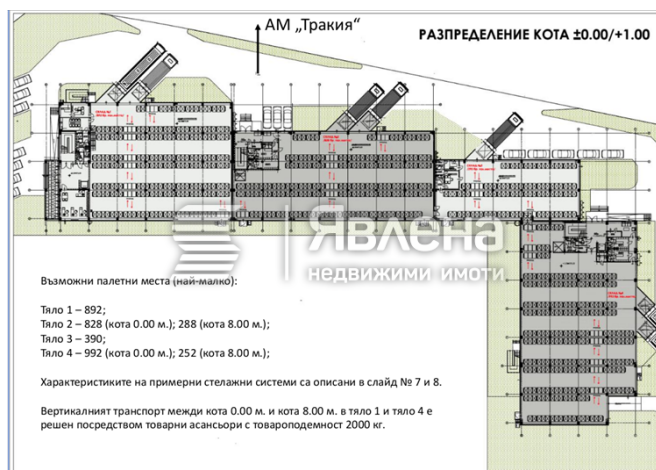 АМ „Тракия“
РАЗПРЕДЕЛЕНИЕ КОТА ±0.00/+1.00
Явлена
недвижими имоти
Възможни палетни места (най-малко):
Тяло 1 – 892;
Тяло 2 – 828 (кота 0.00 м.); 288 (кота 8.00 м.);
Тяло 3 – 390;
Тяло 4 – 992 (кота 0.00 м.); 252 (кота 8.00 м.);
Характеристиките на примерни стелажни системи са описани в слайд № 7 и 8.
Вертикалният транспорт между кота 0.00 м. и кота 8.00 м. в тяло 1 и тяло 4 е
решен посредством товарни асансьори с товароподемност 2000 кг.